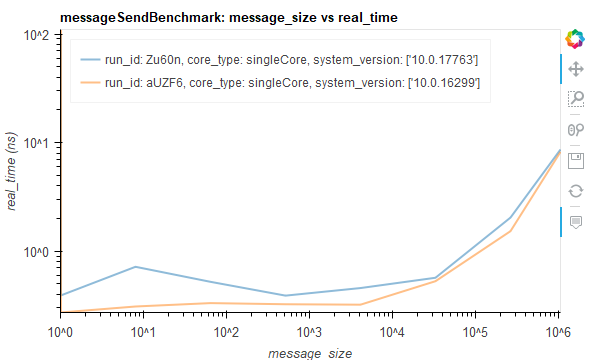 messageSendBenchmark: message_size vs real_time
10^2
run_id: Zu60n, core_type: singleCore, system_version: ['10.0.17763']
run_id: aUZF6, core_type: singleCore, system_version: ['10.0.16299']
10^1
real_time (ns)
10^0
10^0 10^1 10^2 10^3 10^4 10^5 10^6
message_size